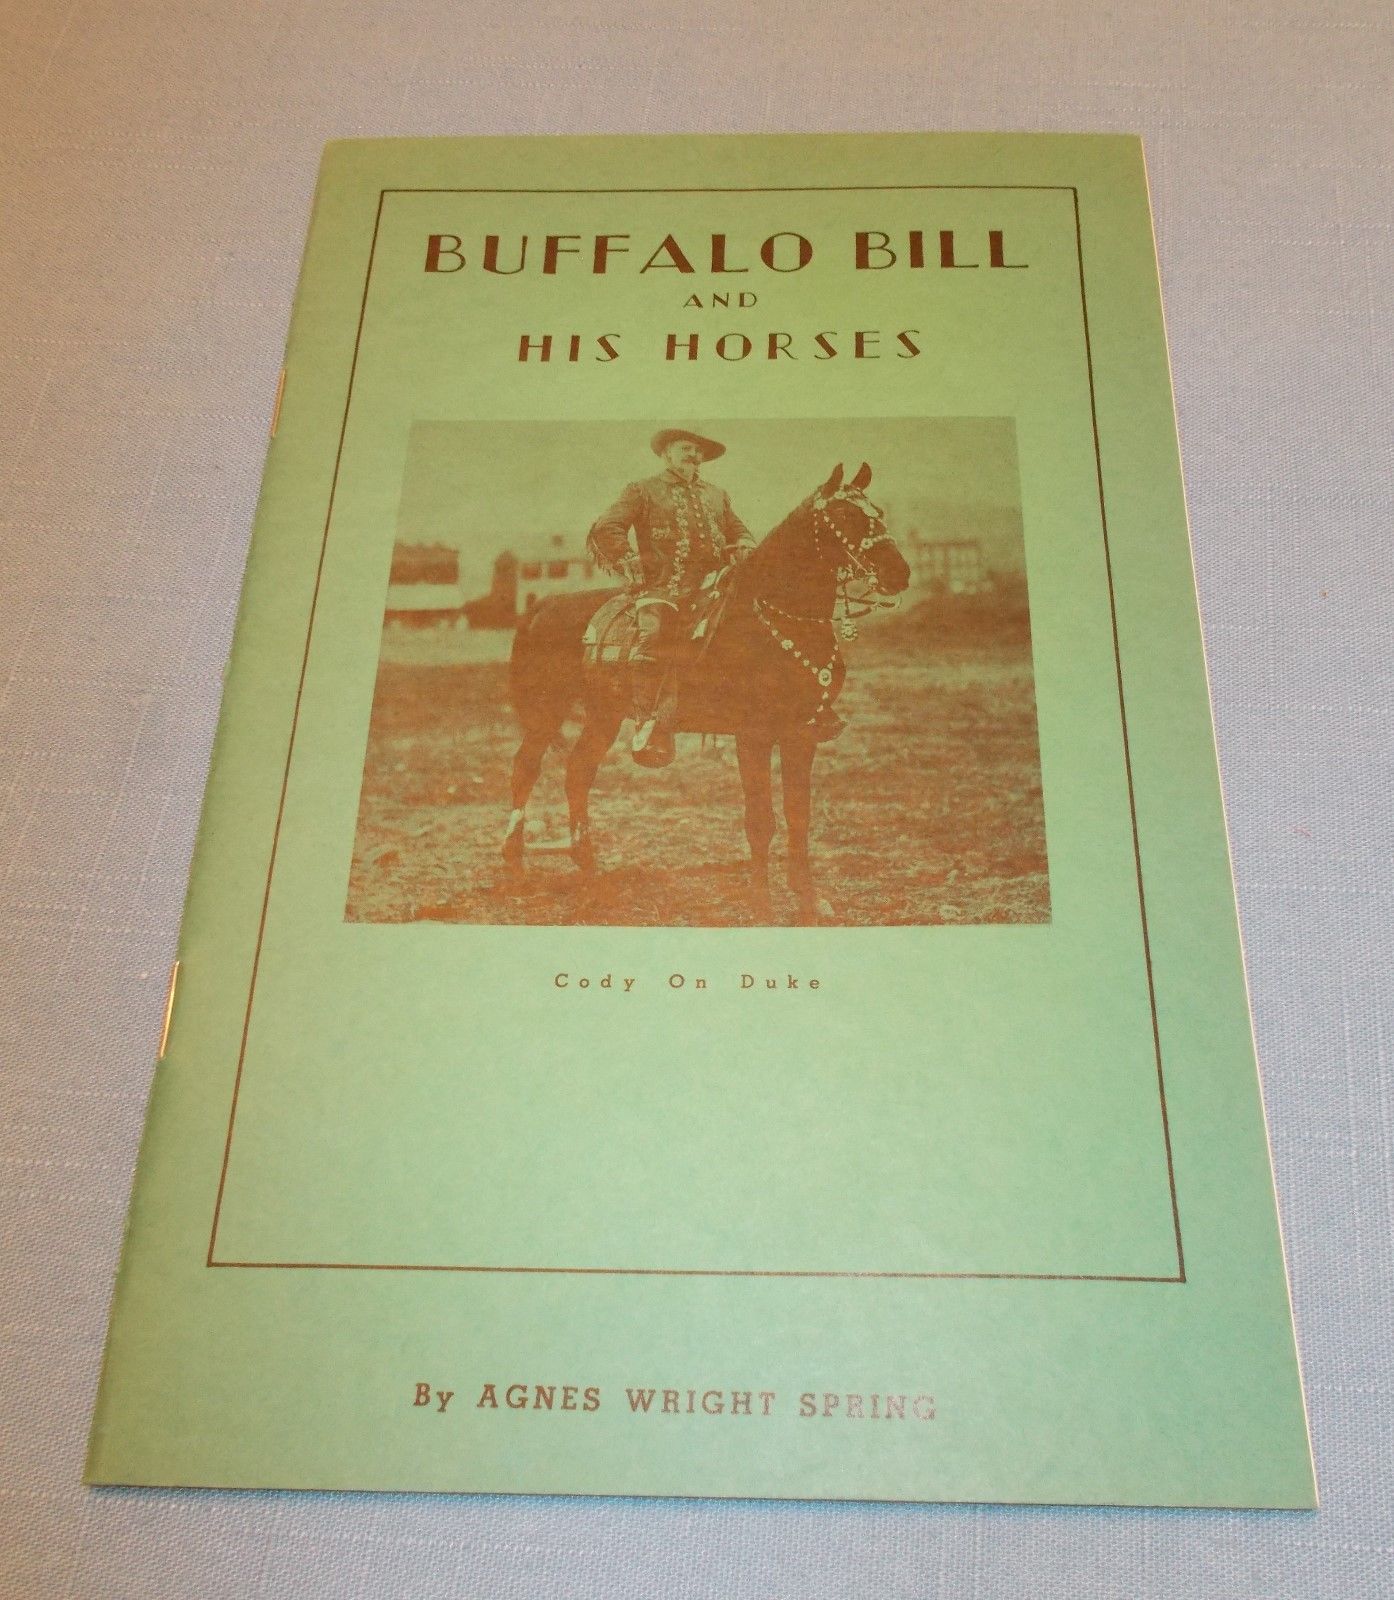 BUFFALO BILL
AND
HIS HORSES
Cody On Duke
By AGNES WRIGHT SPRING